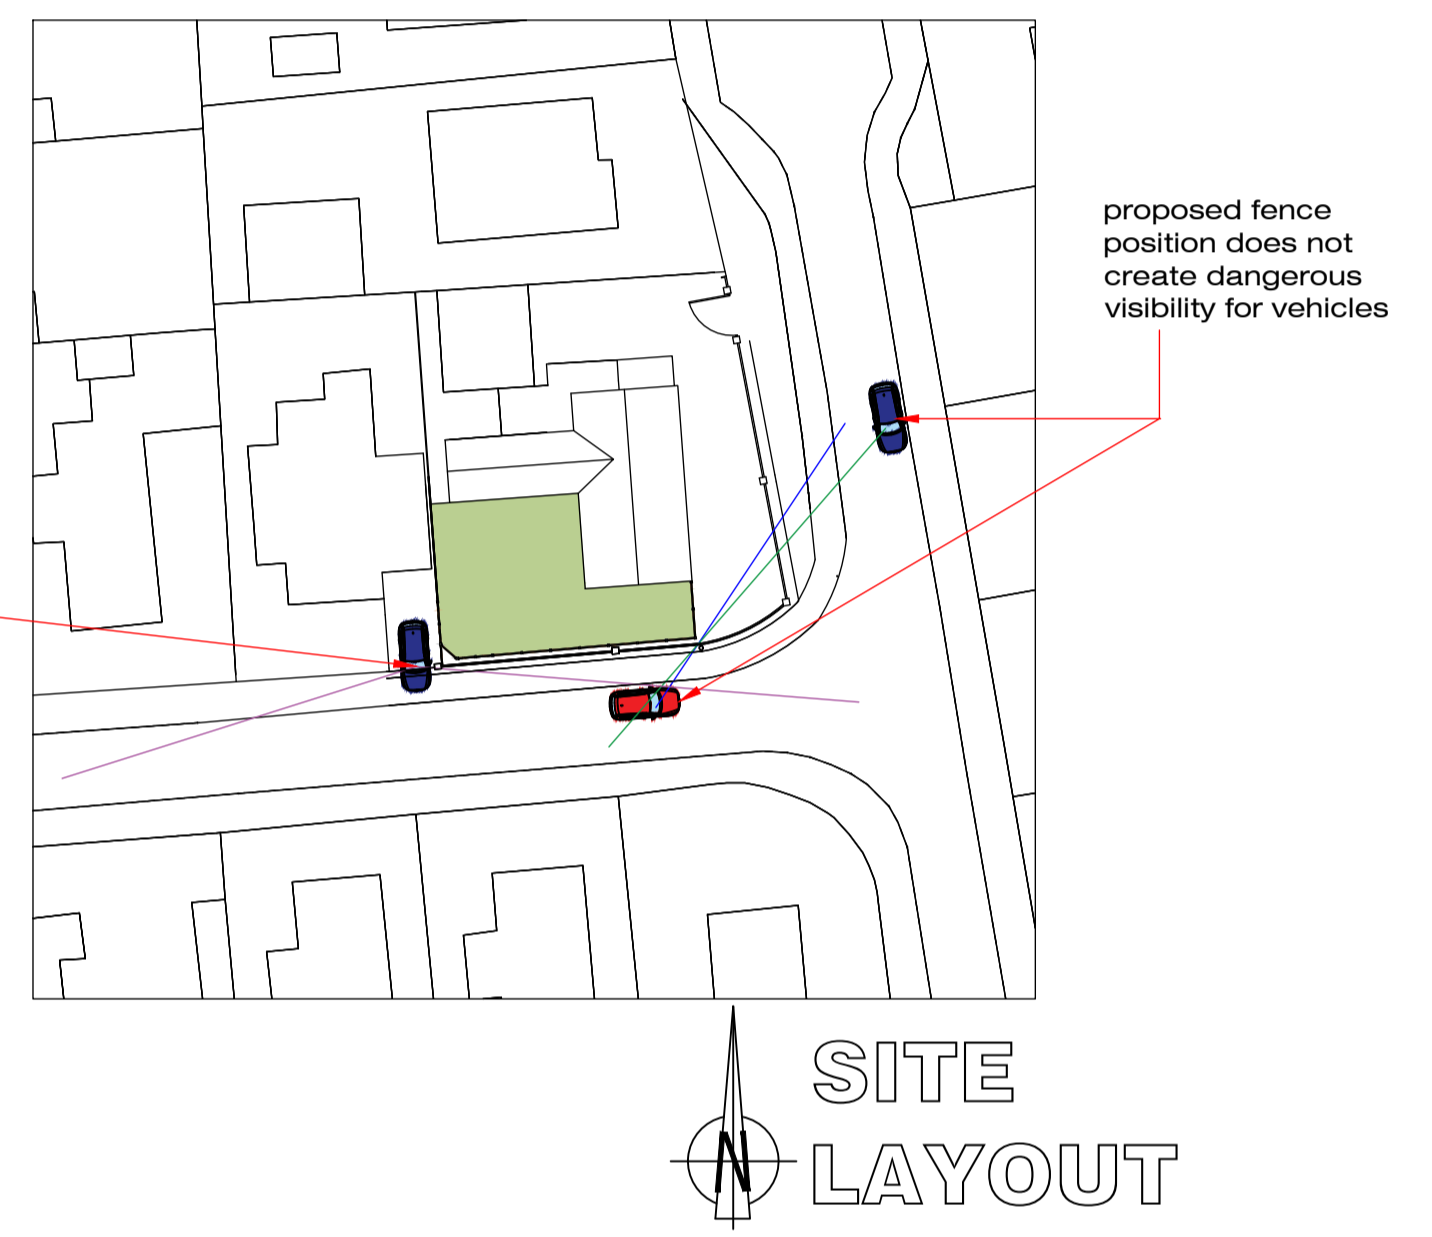 proposed fence
position does not
create dangerous
visibility for vehicles
N
SITE
LAYOUT